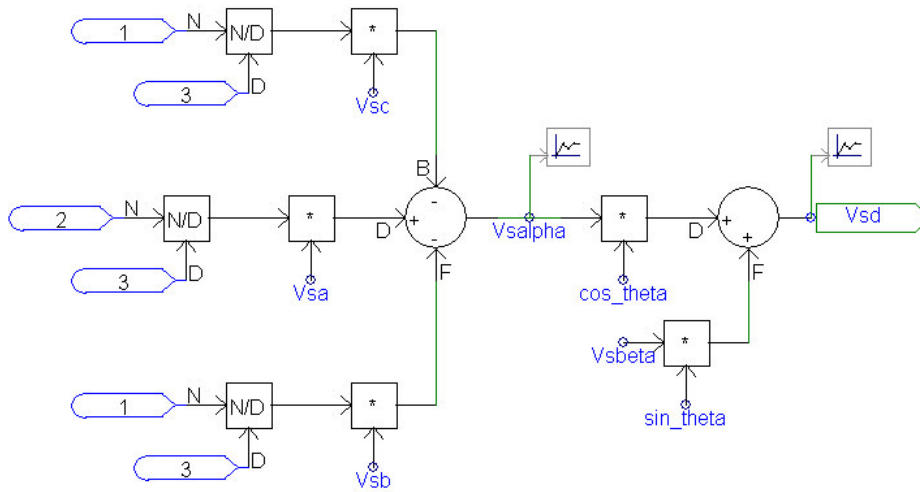 1
N
N/D
*
3
D
Vsc
B
-
2
N
N/D
*
D
+
-
Vsalpha
*
D
+
+
Vsd
3
D
Vsa
F
cos_theta
F
Vsbeta
*
sin_theta
1
N
N/D
*
3
D
Vsb